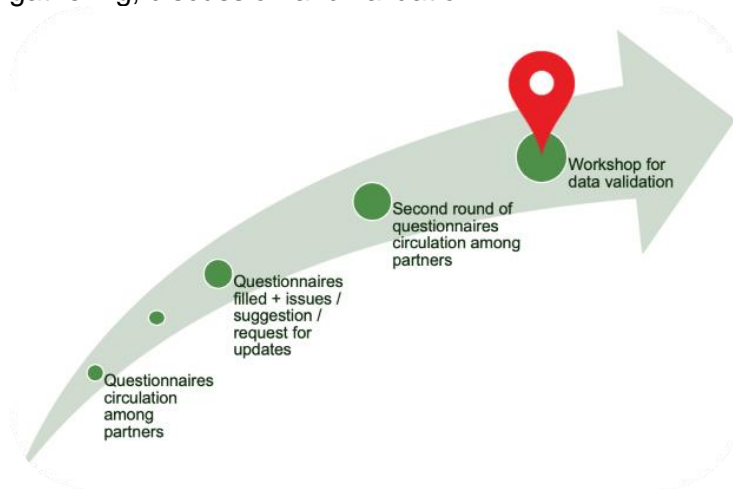 Workshop for
data validation
Second round of
questionnaires
circulation among
partners
Questionnaires
filled + issues /
suggestion /
request for
updates
Questionnaires
circulation
among
partners